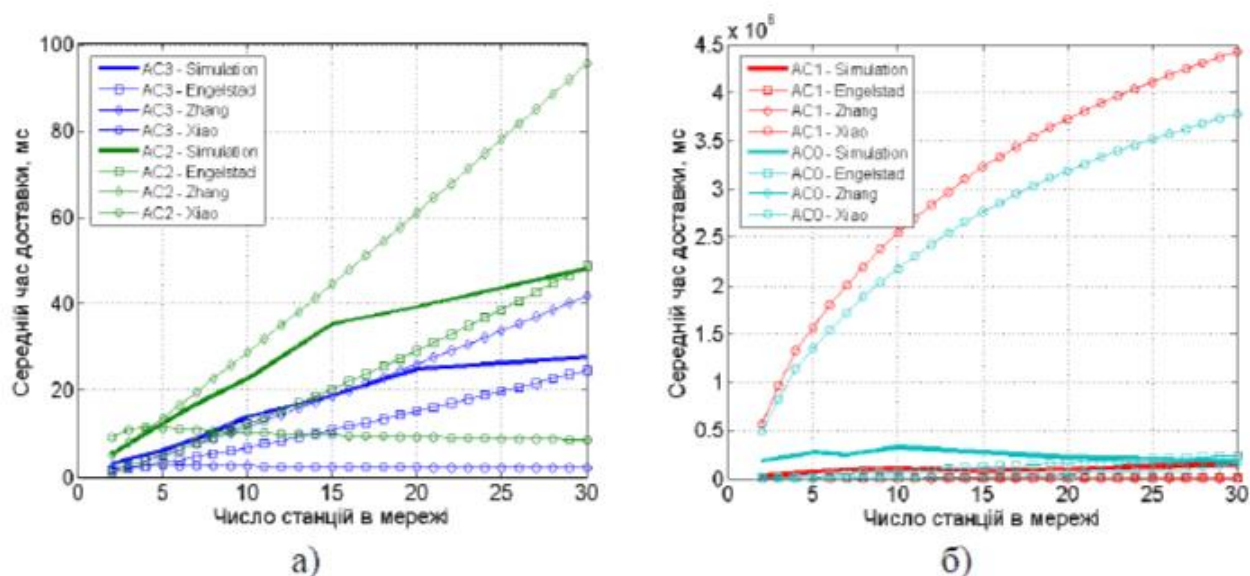 100
80
60
40
20
0
0
5
10
15
20
25
30
Середній час доставки, мс
Число станцій в мережі
AC3 - Simulation
AC3 - Engelstad
AC3 - Zhang
AC3 - Xiao
AC2 - Simulation
AC2 - Engelstad
AC2 - Zhang
AC2 - Xiao
а)
4.5
4
3.5
3
2.5
2
1.5
1
0.5
0
0
5
10
15
20
25
30
Середній час доставки, мс
Число станцій в мережі
AC1 - Simulation
AC1 - Engelstad
AC1 - Zhang
AC1 - Xiao
AC0 - Simulation
AC0 - Engelstad
AC0 - Zhang
AC0 - Xiao
б)